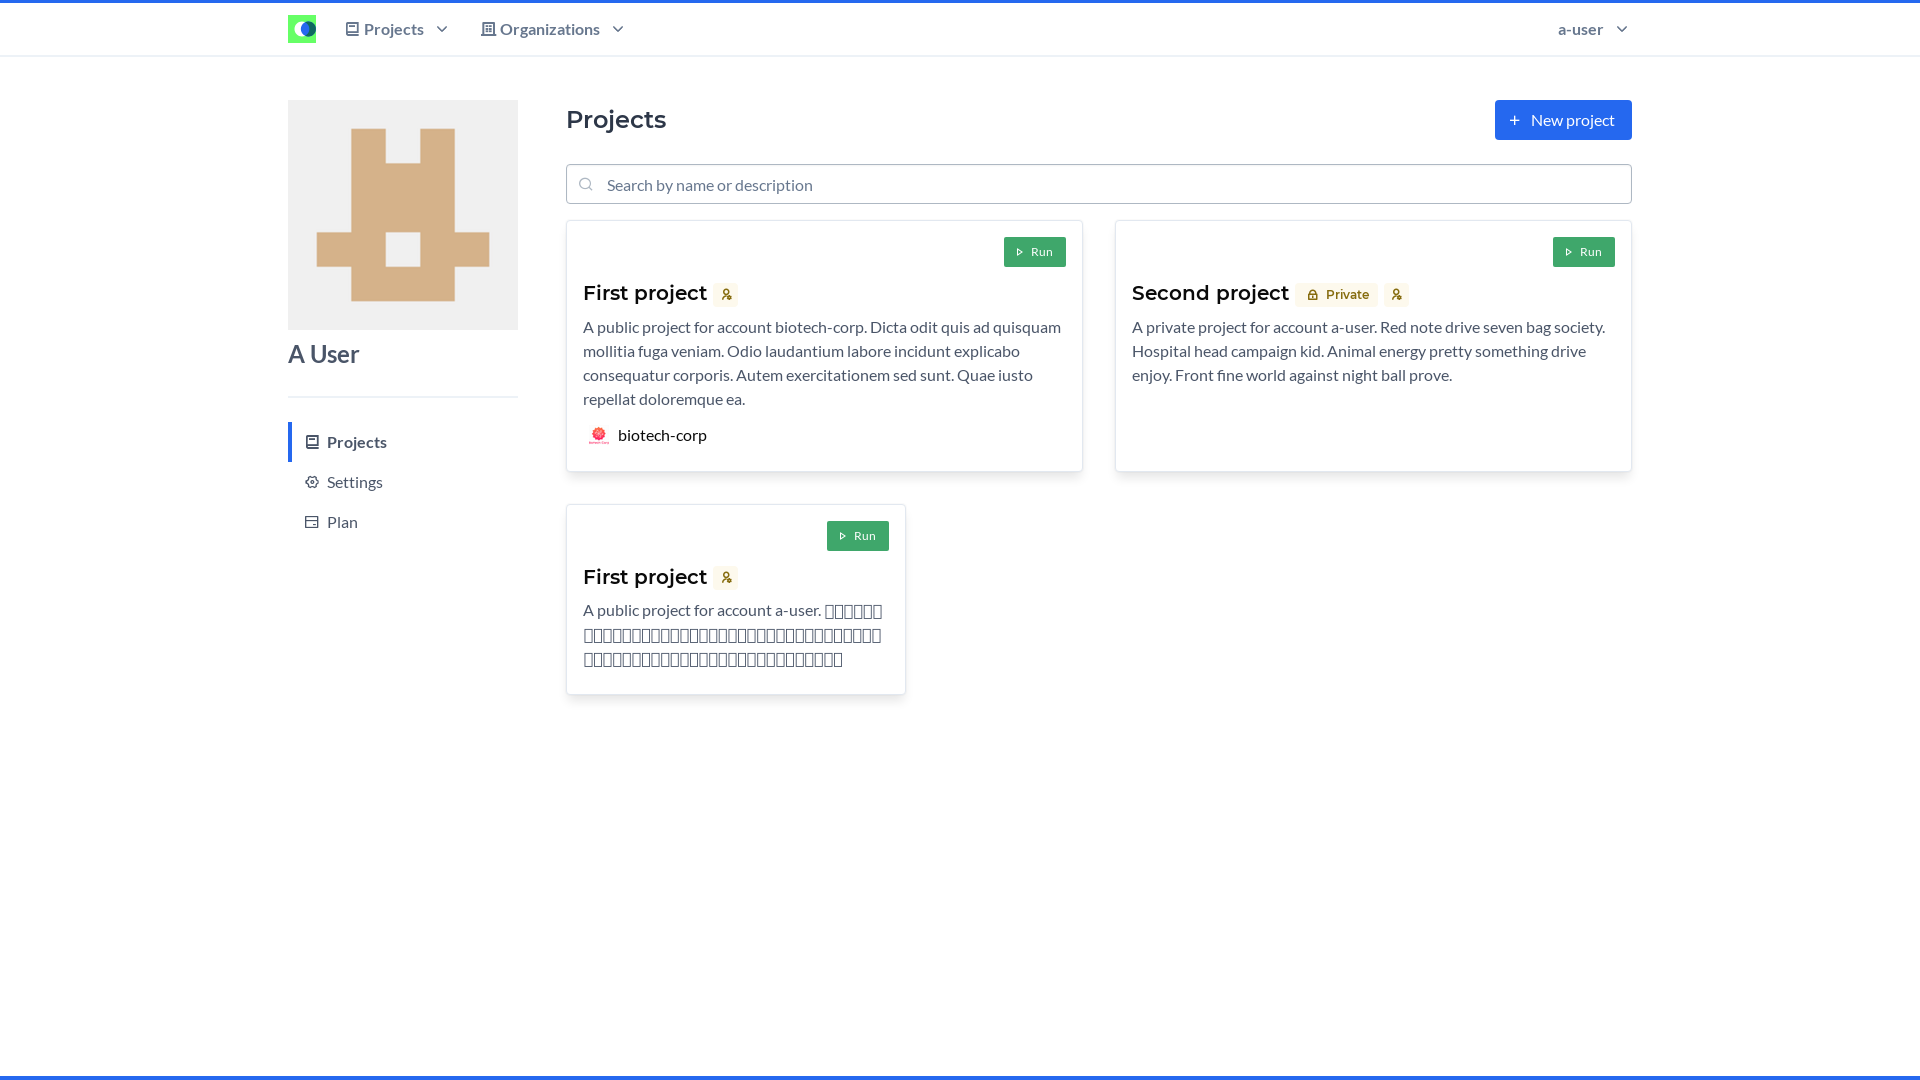 Projects
Organizations
a-user
A User
Projects
Settings
Plan
Projects
New project
Search by name or description
Run
First project
A public project for account biotech-corp. Dicta odit quis ad quisquam
mollitia fuga veniam. Odio laudantium labore incidunt explicabo
consequatur corporis. Autem exercitationem sed sunt. Quae iusto
repellat doloremque ea.
biotech-corp
Run
Second project
Private
A private project for account a-user. Red note drive seven bag society.
Hospital head campaign kid. Animal energy pretty something drive
enjoy. Front fine world against night ball prove.
Run
First project
A public project for account a-user.